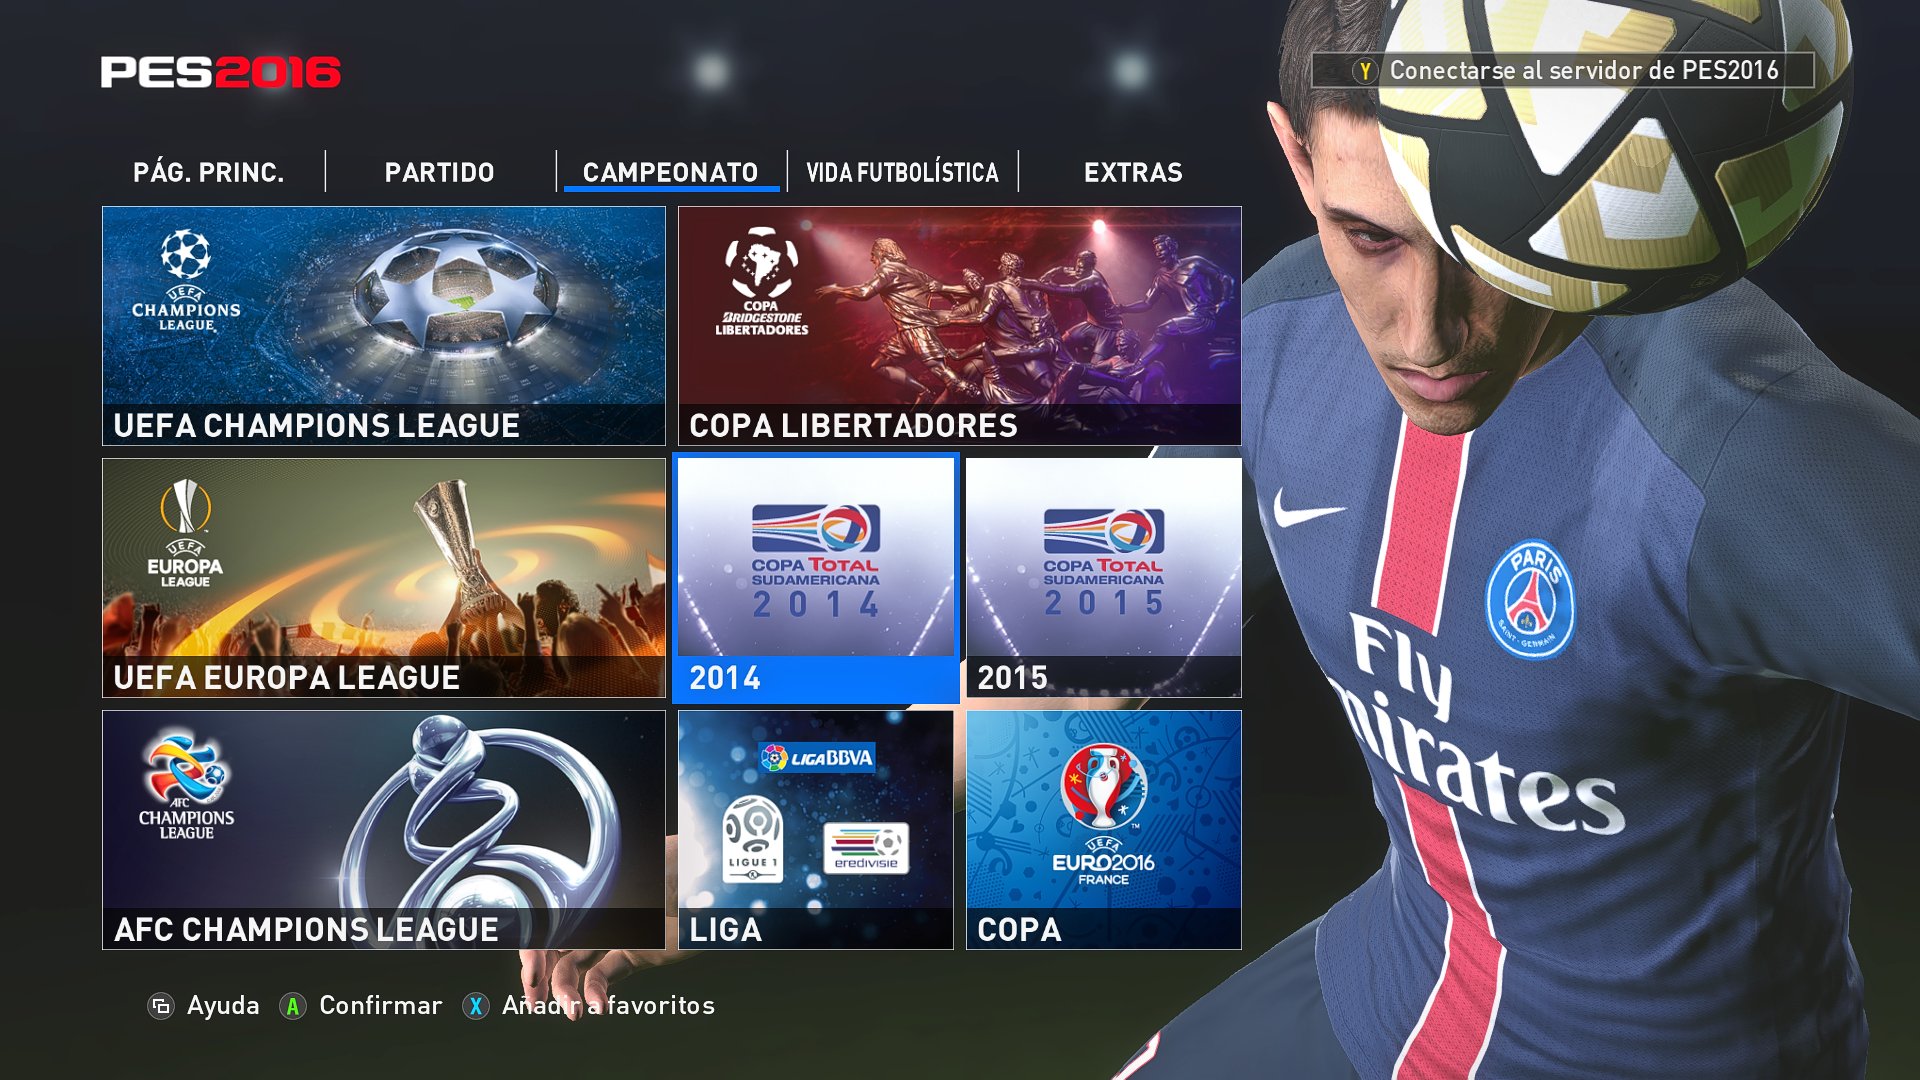 PES2016
Y Conectarse al servidor de PES2016
PÁG. PRINC.
PARTIDO
CAMPEONATO
VIDA FUTBOLÍSTICA
EXTRAS
UEFA
CHAMPIONS
LEAGUE
UEFA CHAMPIONS LEAGUE
COPA
BRIDGESTONE
LIBERTADORES
COPA LIBERTADORES
UEFA
EUROPA
LEAGUE
UEFA EUROPA LEAGUE
COPA TOTAL
SUDAMERICANA
2014
2014
COPA TOTAL
SUDAMERICANA
2015
2015
AFC
CHAMPIONS
LEAGUE
AFC CHAMPIONS LEAGUE
LIGA BBVA
LIGUE 1
eredivisie
LIGA
UEFA
EURO2016
FRANCE
COPA
PARIS
SAINT-GERMAIN
Fly
mirates
Ayuda
A Confirmar
X Añadir a favoritos